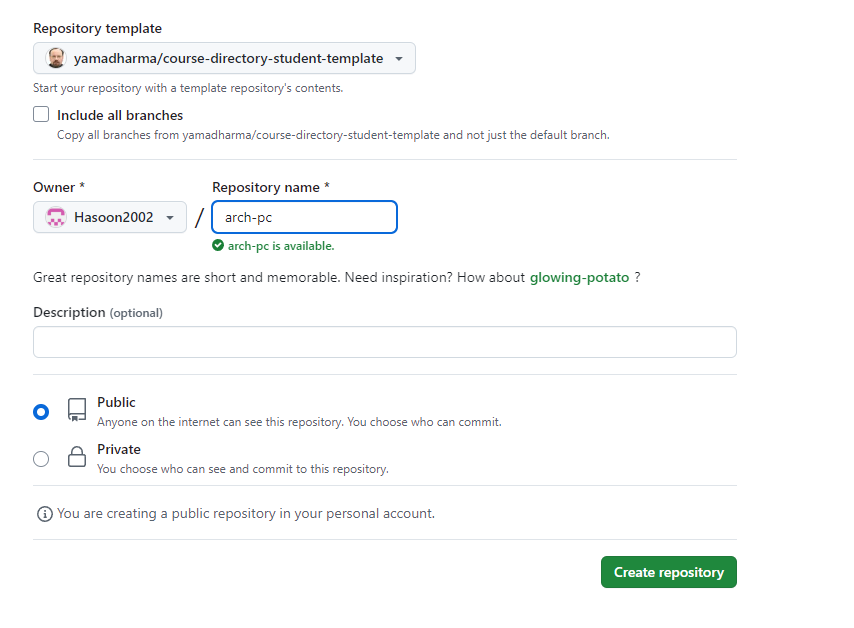 Repository template
yamadharma/course-directory-student-template
Start your repository with a template repository's contents.
Include all branches
Copy all branches from yamadharma/course-directory-student-template and not just the default branch.
Owner * Repository name *
Hasoon2002 / arch-pc
arch-pc is available.
Great repository names are short and memorable. Need inspiration? How about glowing-potato ?
Description (optional)
Public
Anyone on the internet can see this repository. You choose who can commit.
Private
You choose who can see and commit to this repository.
You are creating a public repository in your personal account.
Create repository